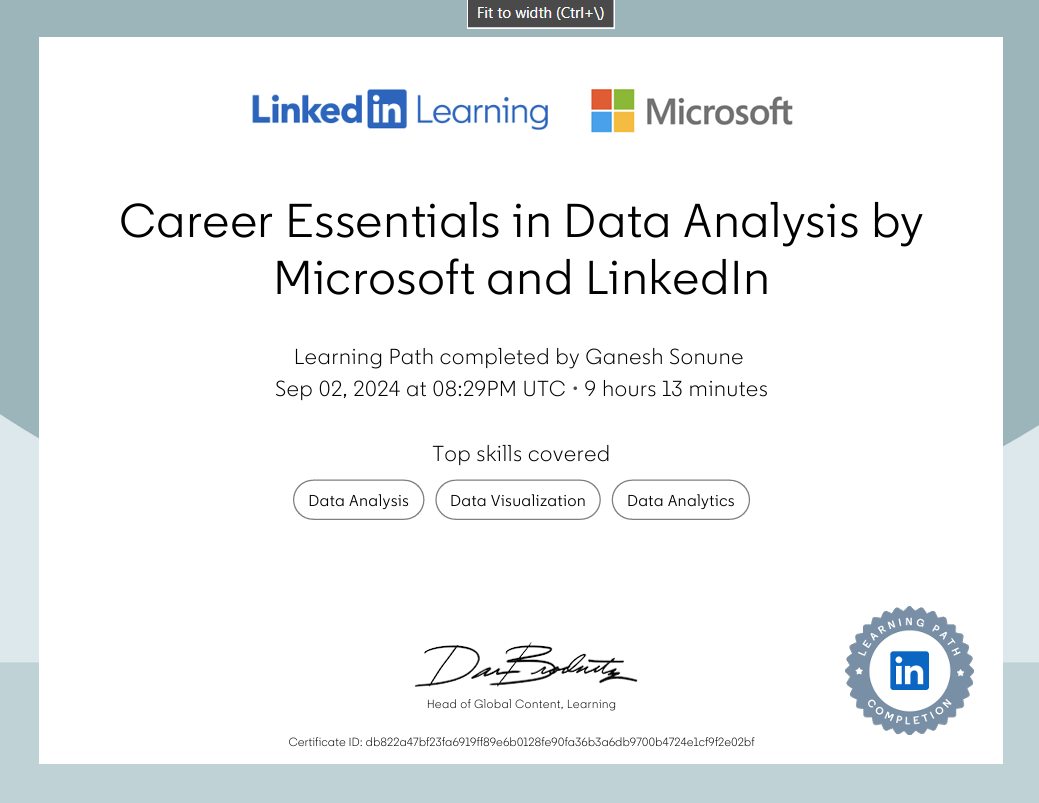 Fit to width (Ctrl+\)
Linked in Learning Microsoft
Career Essentials in Data Analysis by
Microsoft and LinkedIn
Learning Path completed by Ganesh Sonune
Sep 02, 2024 at 08:29PM UTC • 9 hours 13 minutes
Top skills covered
Data Analysis Data Visualization Data Analytics
Dan Brodnitz
Head of Global Content, Learning
LEARNING PATH
in
COMPLETION
Certificate ID: db822a47bf23fa6919ff89e6b0128fe90fa36b3a6db9700b4724e1cf9f2e02bf